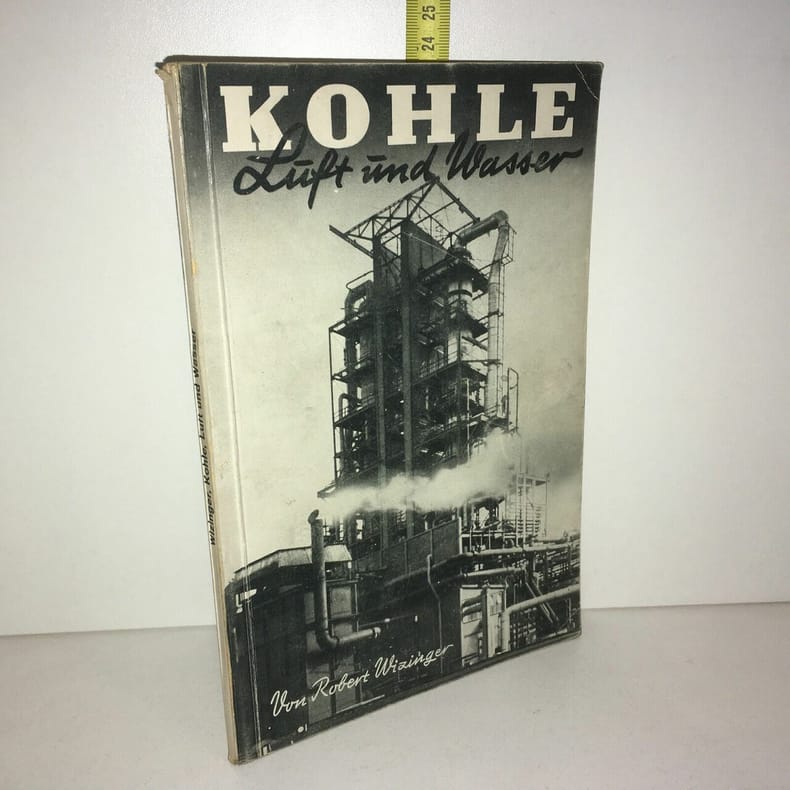 24 25
KOHLE
Luft und Wasser
Wizinger, Kohle, Luft und Wasser
Von Robert Wizinger